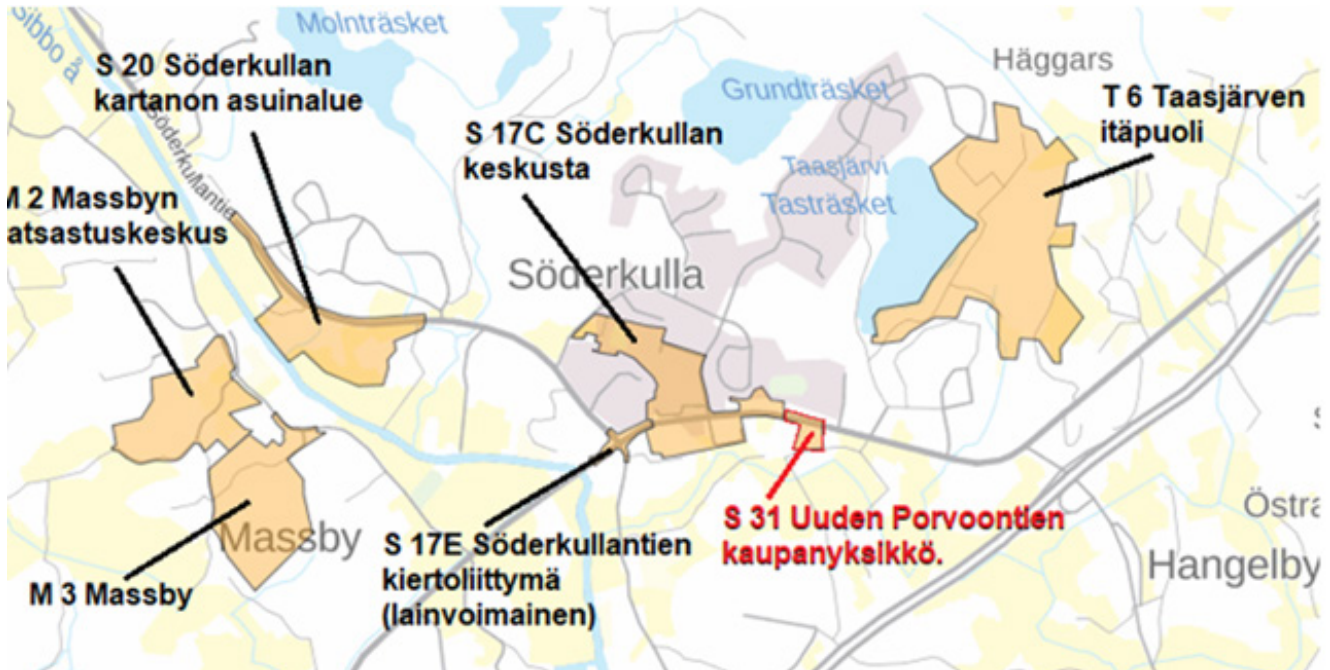 Molnträsket
Sibbo å
S 20 Söderkullan
kartanon asuinalue
Söderkullantie
M 2 Massbyn
atsastuskeskus
S 17C Söderkullan
keskusta
Grundträsket
Häggars
T 6 Taasjärven
itäpuoli
Taasjärvi
Tasträsket
Söderkulla
Massby
M 3 Massby
S 17E Söderkullantien
kiertoliittymä
(lainvoimainen)
S 31 Uuden Porvoontien
kaupanyksikkö.
Östra
Hangelby